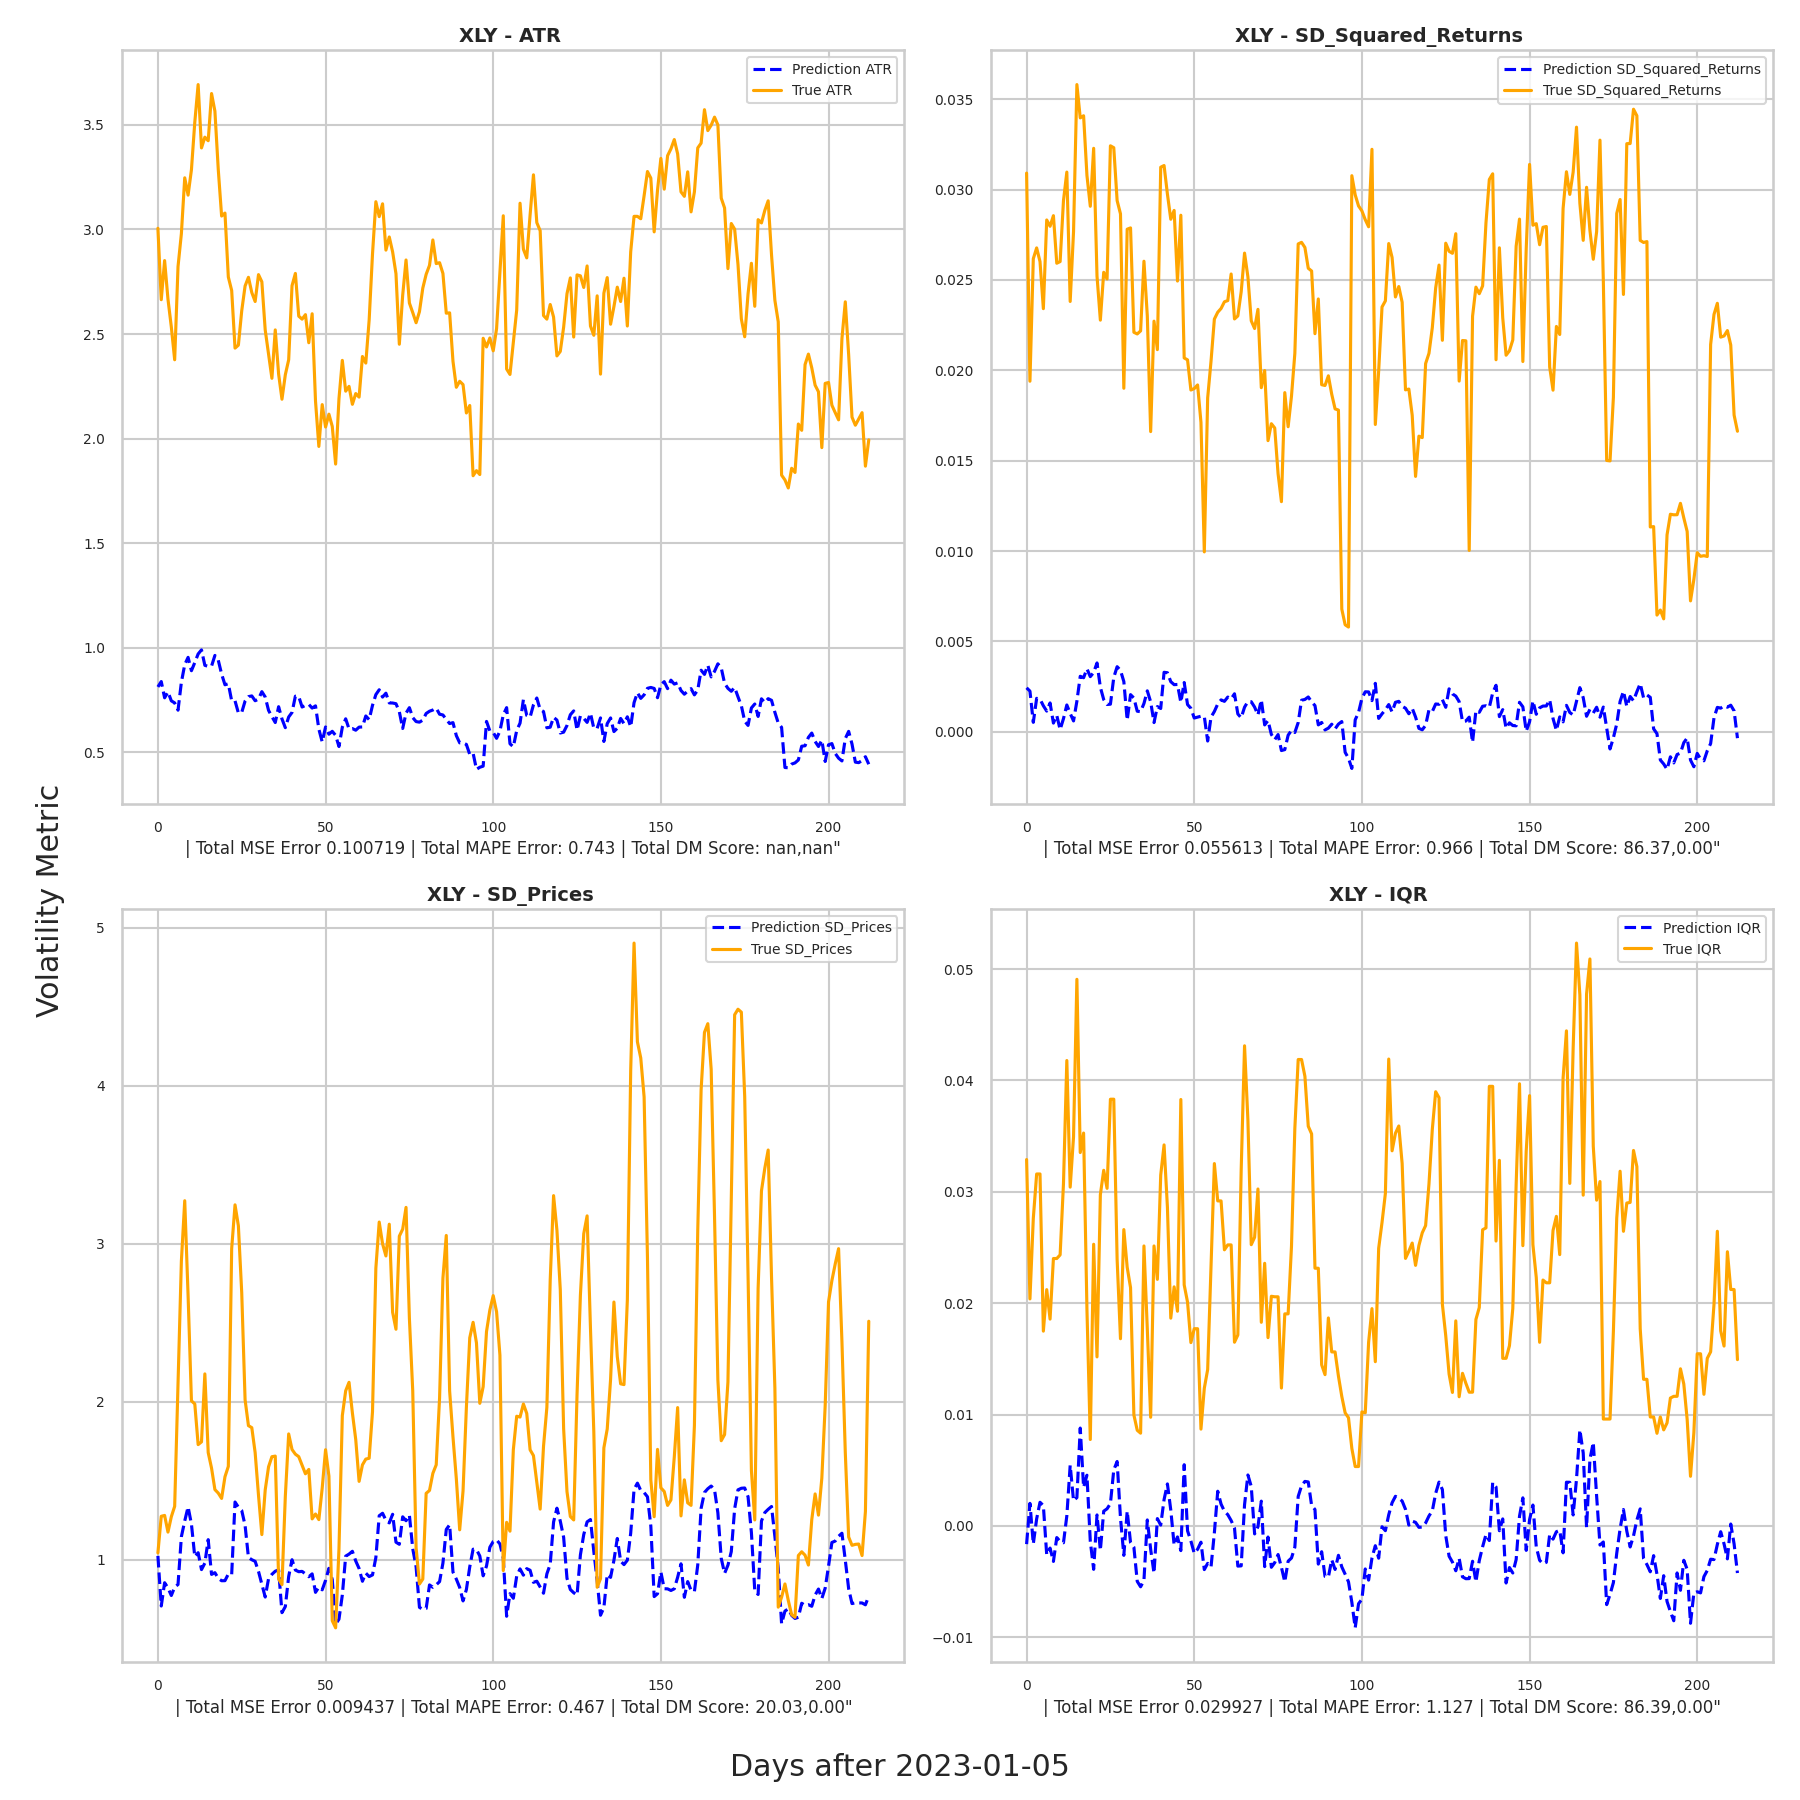 XLY - ATR
Prediction ATR
True ATR
3.5
3.0
2.5
2.0
1.5
1.0
0.5
0 50 100 150 200
| Total MSE Error 0.100719 | Total MAPE Error: 0.743 | Total DM Score: nan,nan"
XLY - SD_Squared_Returns
Prediction SD_Squared_Returns
True SD_Squared_Returns
0.035
0.030
0.025
0.020
0.015
0.010
0.005
0.000
0 50 100 150 200
| Total MSE Error 0.055613 | Total MAPE Error: 0.966 | Total DM Score: 86.37,0.00"
Volatility Metric
XLY - SD_Prices
Prediction SD_Prices
True SD_Prices
5
4
3
2
1
0 50 100 150 200
| Total MSE Error 0.009437 | Total MAPE Error: 0.467 | Total DM Score: 20.03,0.00"
XLY - IQR
Prediction IQR
True IQR
0.05
0.04
0.03
0.02
0.01
0.00
−0.01
0 50 100 150 200
| Total MSE Error 0.029927 | Total MAPE Error: 1.127 | Total DM Score: 86.39,0.00"
Days after 2023-01-05